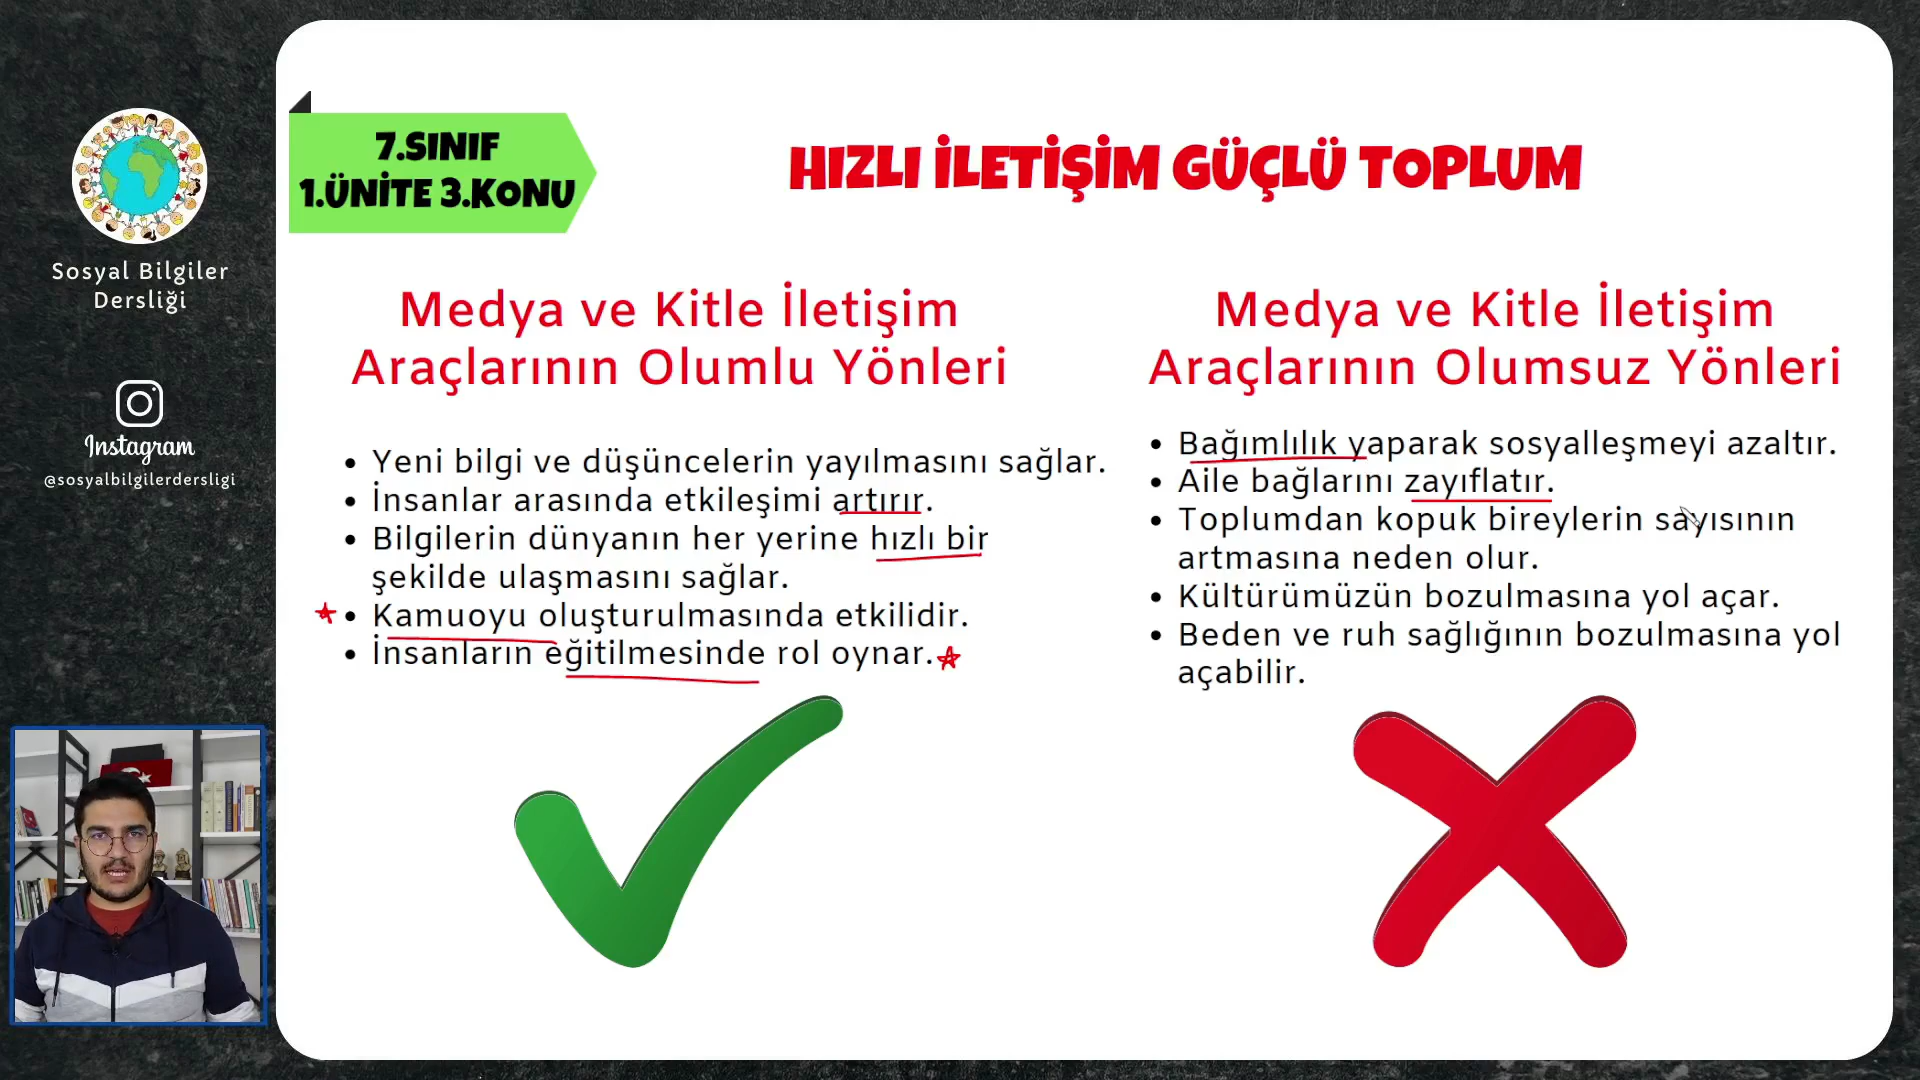 7.SINIF
1.ÜNİTE 3.KONU
HIZLI İLETİŞİM GÜÇLÜ TOPLUM
Sosyal Bilgiler
Dersliği
Instagram
@sosyalbilgilerdersligi
Medya ve Kitle İletişim
Araçlarının Olumlu Yönleri
• Yeni bilgi ve düşüncelerin yayılmasını sağlar.
• İnsanlar arasında etkileşimi artırır.
• Bilgilerin dünyanın her yerine hızlı bir
şekilde ulaşmasını sağlar.
• Kamuoyu oluşturulmasında etkilidir.
• İnsanların eğitilmesinde rol oynar.
Medya ve Kitle İletişim
Araçlarının Olumsuz Yönleri
• Bağımlılık yaparak sosyalleşmeyi azaltır.
• Aile bağlarını zayıflatır.
• Toplumdan kopuk bireylerin sayısının
artmasına neden olur.
• Kültürümüzün bozulmasına yol açar.
• Beden ve ruh sağlığının bozulmasına yol
açabilir.